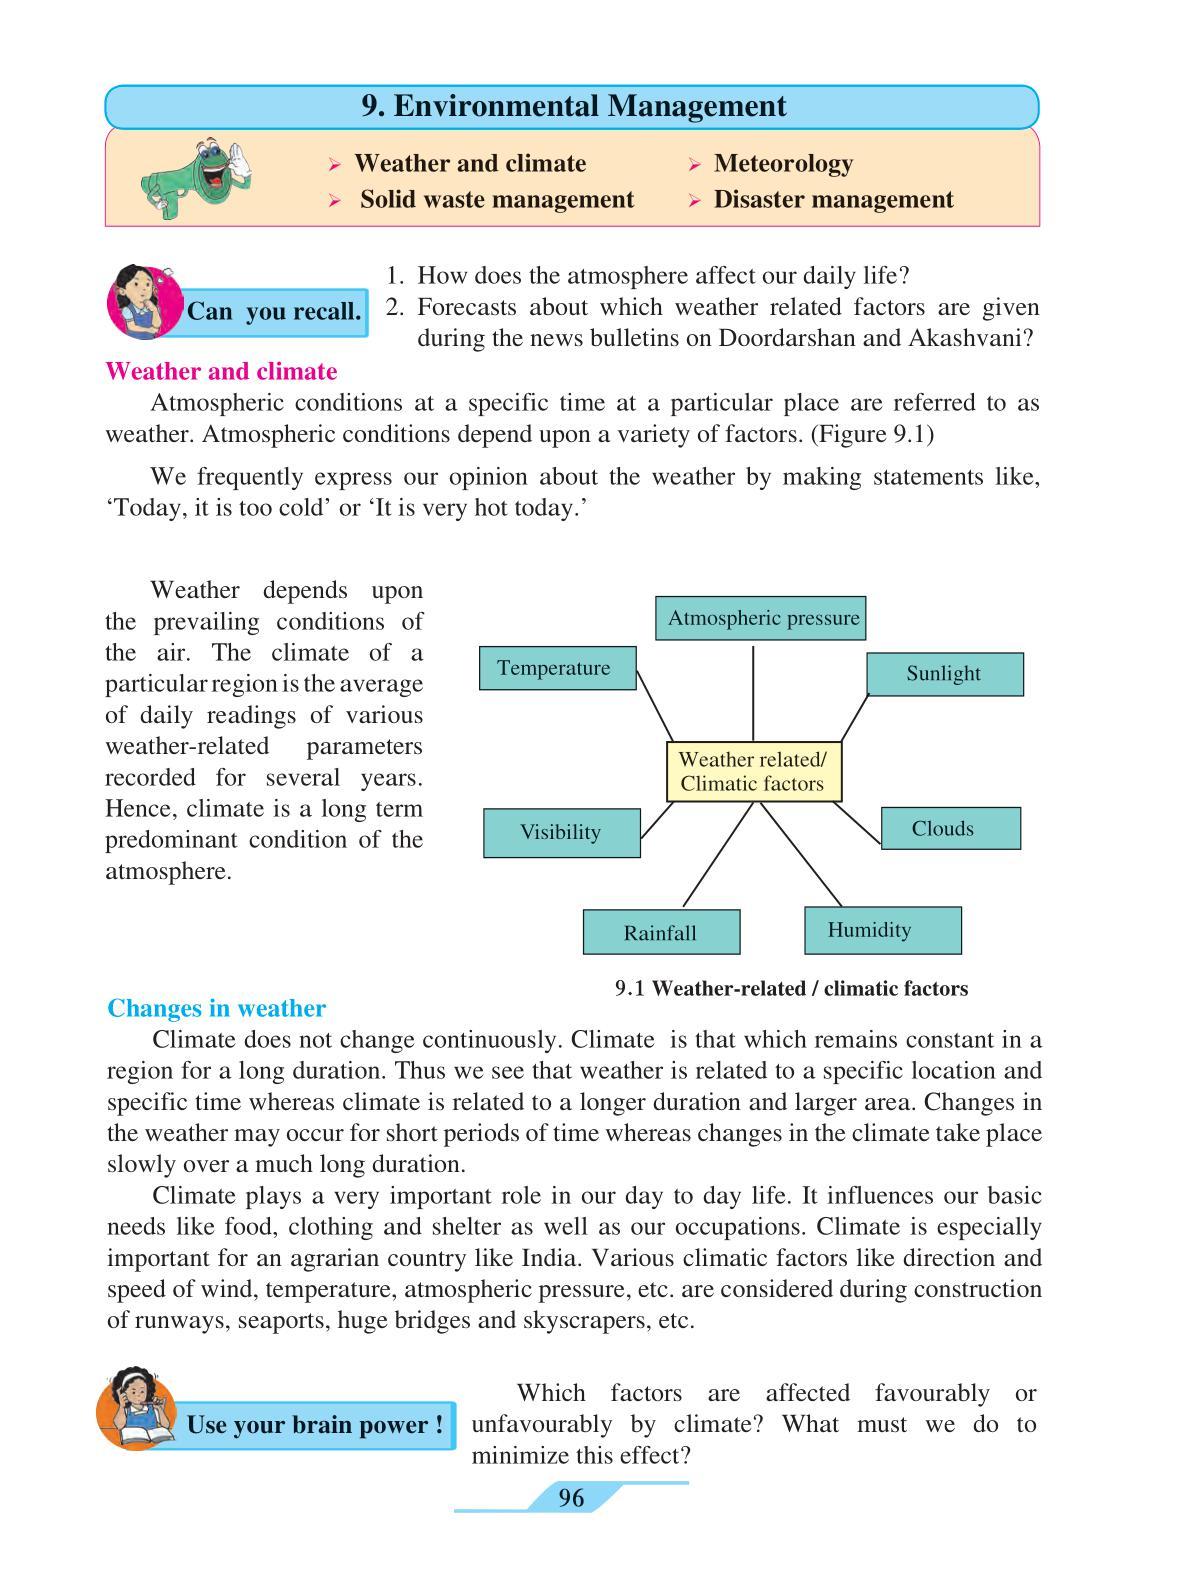 9. Environmental Management
➢ Weather and climate
➢ Meteorology
➢ Solid waste management
➢ Disaster management
Can you recall.
1. How does the atmosphere affect our daily life?
2. Forecasts about which weather related factors are given
during the news bulletins on Doordarshan and Akashvani?
Weather and climate
Atmospheric conditions at a specific time at a particular place are referred to as
weather. Atmospheric conditions depend upon a variety of factors. (Figure 9.1)
We frequently express our opinion about the weather by making statements like,
‘Today, it is too cold’ or ‘It is very hot today.’
Weather depends upon
the prevailing conditions of
the air. The climate of a
particular region is the average
of daily readings of various
weather-related parameters
recorded for several years.
Hence, climate is a long term
predominant condition of the
atmosphere.
Atmospheric pressure
Temperature
Sunlight
Weather related/
Climatic factors
Visibility
Clouds
Rainfall
Humidity
9.1 Weather-related / climatic factors
Changes in weather
Climate does not change continuously. Climate is that which remains constant in a
region for a long duration. Thus we see that weather is related to a specific location and
specific time whereas climate is related to a longer duration and larger area. Changes in
the weather may occur for short periods of time whereas changes in the climate take place
slowly over a much long duration.
Climate plays a very important role in our day to day life. It influences our basic
needs like food, clothing and shelter as well as our occupations. Climate is especially
important for an agrarian country like India. Various climatic factors like direction and
speed of wind, temperature, atmospheric pressure, etc. are considered during construction
of runways, seaports, huge bridges and skyscrapers, etc.
Use your brain power !
Which factors are affected favourably or
unfavourably by climate? What must we do to
minimize this effect?
96